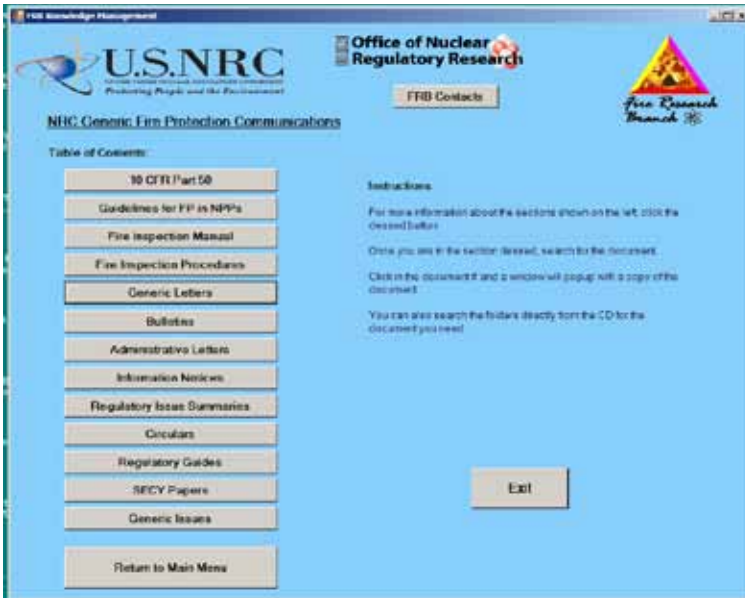 FRB Knowledge Management
U.S.NRC
UNITED STATES NUCLEAR REGULATORY COMMISSION
Protecting People and the Environment
Office of Nuclear
Regulatory Research
FRB Contacts
Fire Research
Branch
NRC Generic Fire Protection Communications
Table of Contents:
10 CFR Part 50
Guidelines for FP in NPPs
Fire Inspection Manual
Fire Inspection Procedures
Generic Letters
Bulletins
Administrative Letters
Information Notices
Regulatory Issue Summaries
Circulars
Regulatory Guides
SECY Papers
Generic Issues
Return to Main Menu
Instructions
For more information about the sections shown on the left, click the
desired button.
Once you are in the section desired, search for the document.
Click in the document # and a window will popup with a copy of the
document.
You can also search the folders directly from the CD for the
document you need.
Exit